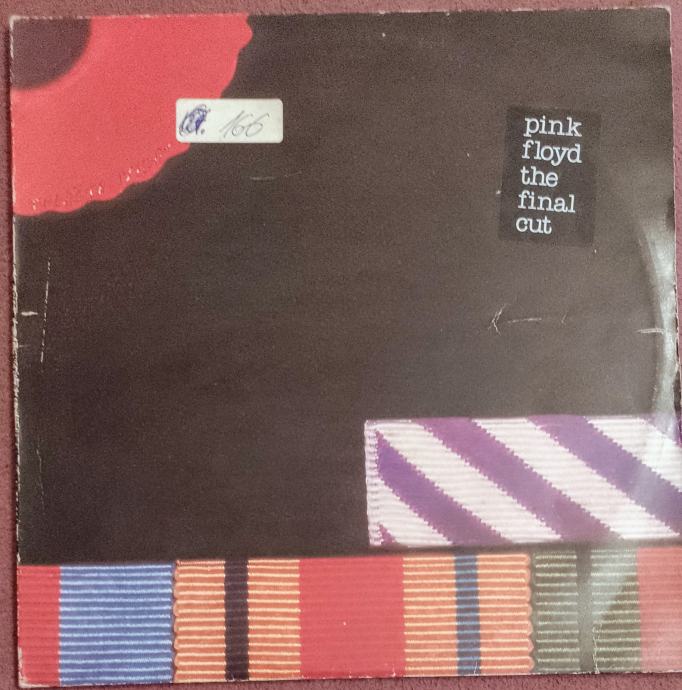 166
pink
floyd
the
final
cut